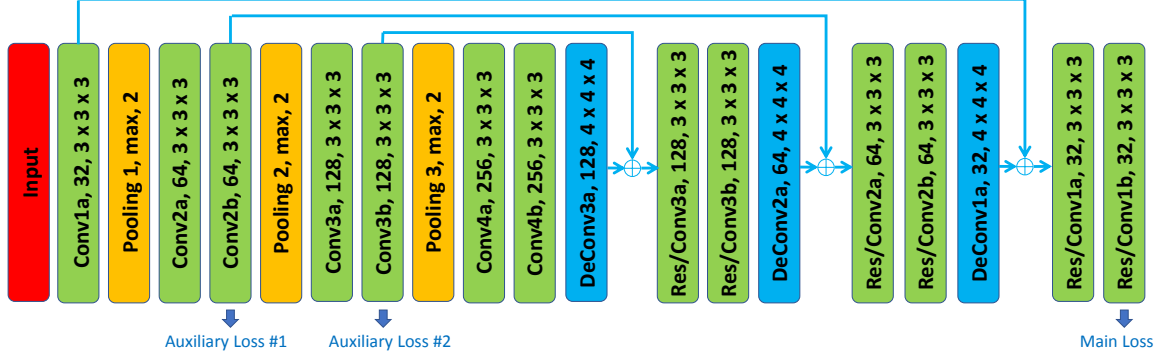 Input
Conv1a, 32, 3 x 3 x 3
Pooling 1, max, 2
Conv2a, 64, 3 x 3 x 3
Conv2b, 64, 3 x 3 x 3
Pooling 2, max, 2
Conv3a, 128, 3 x 3 x 3
Conv3b, 128, 3 x 3 x 3
Pooling 3, max, 2
Conv4a, 256, 3 x 3 x 3
Conv4b, 256, 3 x 3 x 3
DeConv3a, 128, 4 x 4 x 4
Res/Conv3a, 128, 3 x 3 x 3
Res/Conv3b, 128, 3 x 3 x 3
DeConv2a, 64, 4 x 4 x 4
Res/Conv2a, 64, 3 x 3 x 3
Res/Conv2b, 64, 3 x 3 x 3
DeConv1a, 32, 4 x 4 x 4
Res/Conv1a, 32, 3 x 3 x 3
Res/Conv1b, 32, 3 x 3 x 3
Auxiliary Loss #1
Auxiliary Loss #2
Main Loss